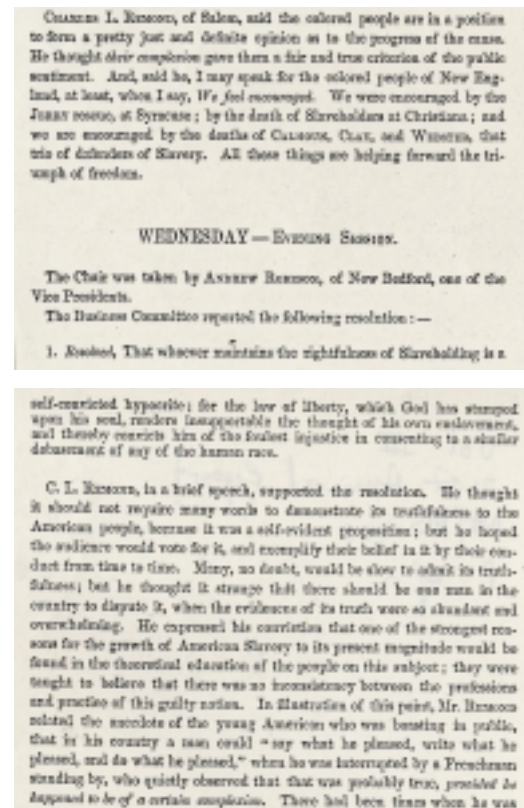 CHARLES L. REMOND, of Salem, said the colored people are in a position
to form a pretty just and definite opinion as to the progress of the cause.
He thought their complexion gave them a fair and true criterion of the public
sentiment. And, said he, I may speak for the colored people of New Eng-
land, at least, when I say, We feel encouraged. We were encouraged by the
JERRY rescue, at Syracuse; by the death of Slaveholders at Christiana; and
we are encouraged by the deaths of CALHOUN, CLAY, and WEBSTER, that
trio of defenders of Slavery. All these things are helping forward the tri-
umph of freedom.
WEDNESDAY — EVENING SESSION.
The Chair was taken by ANDREW ROBESON, of New Bedford, one of the
Vice Presidents.
The Business Committee reported the following resolution: —
1. Resolved, That whoever maintains the rightfulness of Slaveholding is a
self-convicted hypocrite; for the law of liberty, which God has stamped
upon his soul, renders insupportable the thought of his own enslavement,
and thereby convicts him of the foulest injustice in consenting to a similar
debasement of any of the human race.
C. L. REMOND, in a brief speech, supported the resolution. He thought
it should not require many words to demonstrate its truthfulness to the
American people, because it was a self-evident proposition; but he hoped
the audience would vote for it, and exemplify their belief in it by their con-
duct from time to time. Many, no doubt, would be slow to admit its truth-
fulness; but he thought it strange that there should be one man in the
country to dispute it, when the evidences of its truth were so abundant and
overwhelming. He expressed his conviction that one of the strongest rea-
sons for the growth of American Slavery to its present magnitude would be
found in the theoretical education of the people on this subject; they were
taught to believe that there was no inconsistency between the professions
and practice of this guilty nation. In illustration of this point, Mr. REMOND
related the anecdote of the young American who was boasting in public,
that in his country a man could "say what he pleased, write what he
pleased, and do what he pleased," when he was interrupted by a Frenchman
standing by, who quietly observed that that was probably true, provided he
happened to be of a certain complexion. There had been times when he was